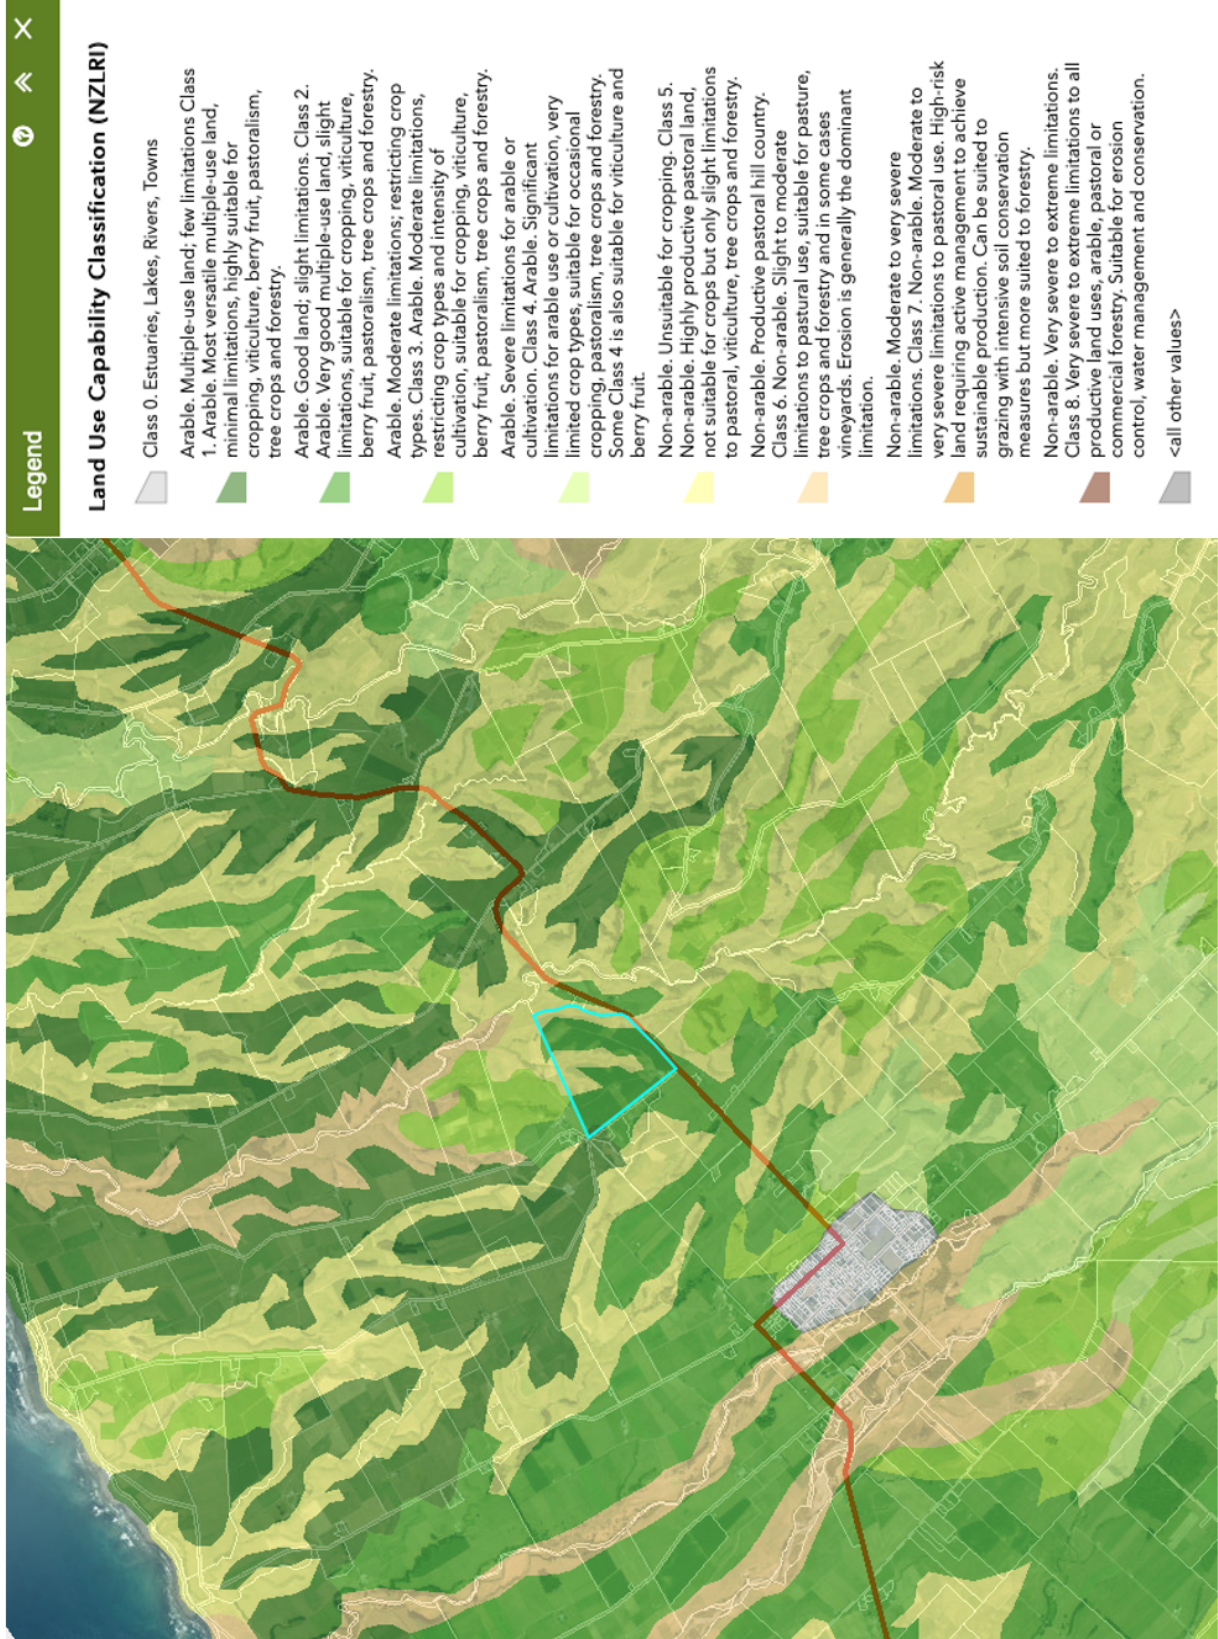 Legend
Land Use Capability Classification (NZLRI)
Class 0. Estuaries, Lakes, Rivers, Towns
Arable. Multiple-use land; few limitations Class
1. Arable. Most versatile multiple-use land,
minimal limitations, highly suitable for
cropping, viticulture, berry fruit, pastoralism,
tree crops and forestry.
Arable. Good land; slight limitations. Class 2.
Arable. Very good multiple-use land, slight
limitations, suitable for cropping, viticulture,
berry fruit, pastoralism, tree crops and forestry.
Arable. Moderate limitations; restricting crop
types. Class 3. Arable. Moderate limitations,
restricting crop types and intensity of
cultivation, suitable for cropping, viticulture,
berry fruit, pastoralism, tree crops and forestry.
Arable. Severe limitations for arable or
cultivation. Class 4. Arable. Significant
limitations for arable use or cultivation, very
limited crop types, suitable for occasional
cropping, pastoralism, tree crops and forestry.
Some Class 4 is also suitable for viticulture and
berry fruit.
Non-arable. Unsuitable for cropping. Class 5.
Non-arable. Highly productive pastoral land,
not suitable for crops but only slight limitations
to pastoral, viticulture, tree crops and forestry.
Non-arable. Productive pastoral hill country.
Class 6. Non-arable. Slight to moderate
limitations to pastoral use, suitable for pasture,
tree crops and forestry and in some cases
vineyards. Erosion is generally the dominant
limitation.
Non-arable. Moderate to very severe
limitations. Class 7. Non-arable. Moderate to
very severe limitations to pastoral use. High-risk
land requiring active management to achieve
sustainable production. Can be suited to
grazing with intensive soil conservation
measures but more suited to forestry.
Non-arable. Very severe to extreme limitations.
Class 8. Very severe to extreme limitations to all
productive land uses, arable, pastoral or
commercial forestry. Suitable for erosion
control, water management and conservation.
<all other values>